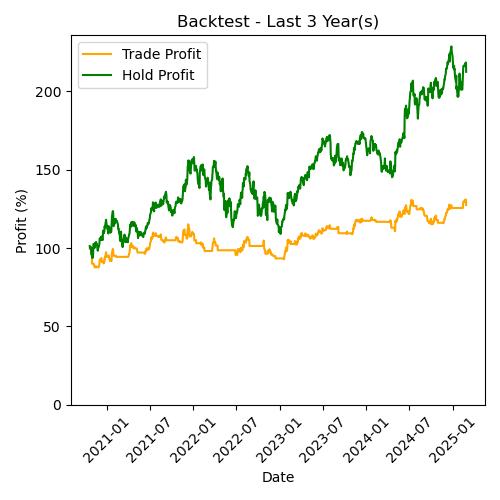 Backtest - Last 3 Year(s)
Trade Profit
Hold Profit
Profit (%)
200
150
100
50
0
2021-01
2021-07
2022-01
2022-07
2023-01
2023-07
2024-01
2024-07
2025-01
Date